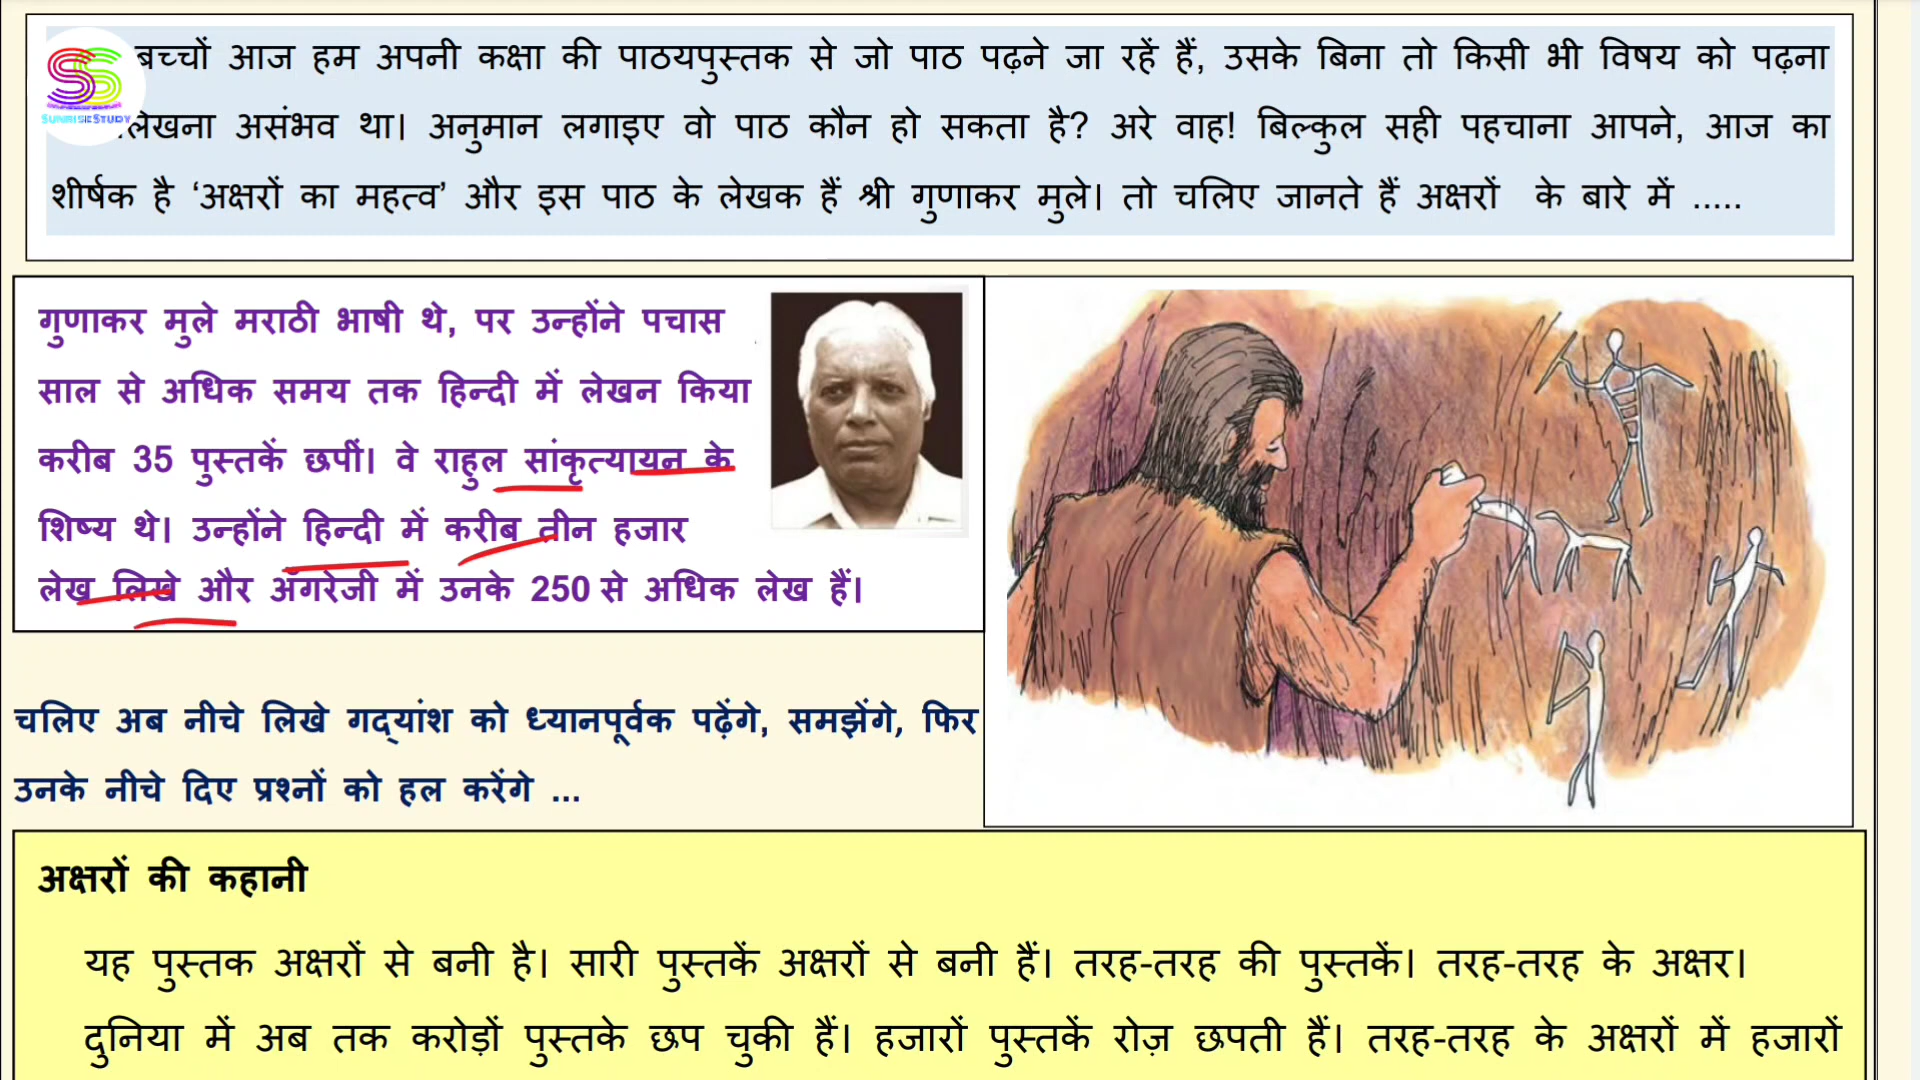 बच्चों आज हम अपनी कक्षा की पाठयपुस्तक से जो पाठ पढ़ने जा रहें हैं, उसके बिना तो किसी भी विषय को पढ़ना
लिखना असंभव था। अनुमान लगाइए वो पाठ कौन हो सकता है? अरे वाह! बिल्कुल सही पहचाना आपने, आज का
SUNRISESTUDY
शीर्षक है ‘अक्षरों का महत्व’ और इस पाठ के लेखक हैं श्री गुणाकर मुले। तो चलिए जानते हैं अक्षरों के बारे में .....
गुणाकर मुले मराठी भाषी थे, पर उन्होंने पचास
साल से अधिक समय तक हिन्दी में लेखन किया
करीब 35 पुस्तकें छपीं। वे राहुल सांकृत्यायन के
शिष्य थे। उन्होंने हिन्दी में करीब तीन हजार
लेख लिखे और अँगरेजी में उनके 250 से अधिक लेख हैं।
चलिए अब नीचे लिखे गद्यांश को ध्यानपूर्वक पढ़ेंगे, समझेंगे, फिर
उनके नीचे दिए प्रश्नों को हल करेंगे ...
अक्षरों की कहानी
यह पुस्तक अक्षरों से बनी है। सारी पुस्तकें अक्षरों से बनी हैं। तरह-तरह की पुस्तकें। तरह-तरह के अक्षर।
दुनिया में अब तक करोड़ों पुस्तके छप चुकी हैं। हजारों पुस्तकें रोज़ छपती हैं। तरह-तरह के अक्षरों में हजारों